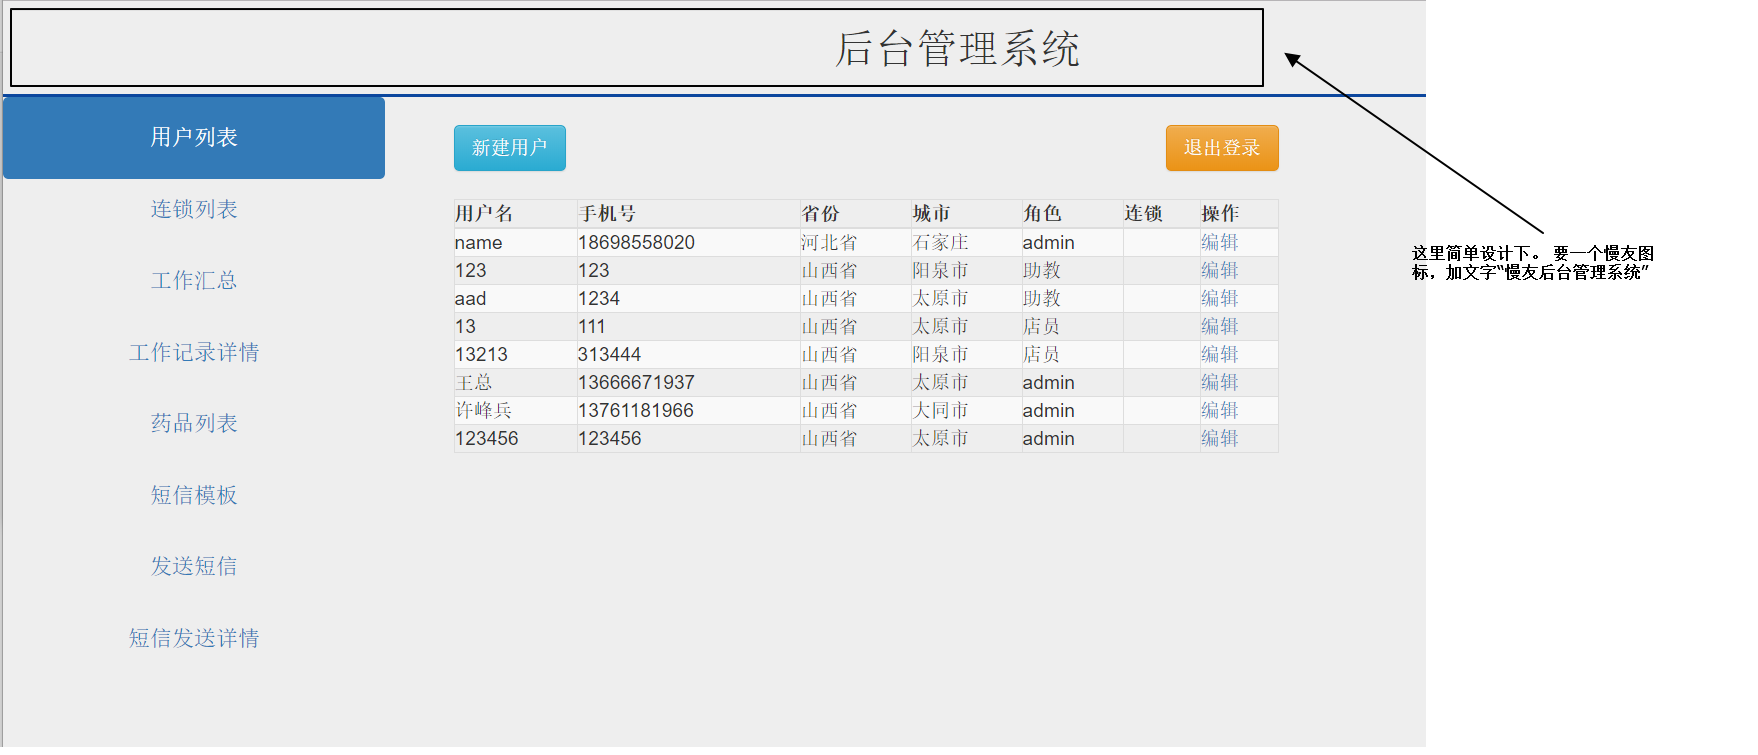 后台管理系统
用户列表
连锁列表
工作汇总
工作记录详情
药品列表
短信模板
发送短信
短信发送详情
新建用户 退出登录
用户名 手机号 省份 城市 角色 连锁 操作
name 18698558020 河北省 石家庄 admin 编辑
123 123 山西省 阳泉市 助教 编辑
aad 1234 山西省 太原市 助教 编辑
13 111 山西省 太原市 店员 编辑
13213 313444 山西省 阳泉市 店员 编辑
王总 13666671937 山西省 太原市 admin 编辑
许峰兵 13761181966 山西省 大同市 admin 编辑
123456 123456 山西省 太原市 admin 编辑
这里简单设计下。 要一个慢友图
标，加文字“慢友后台管理系统”